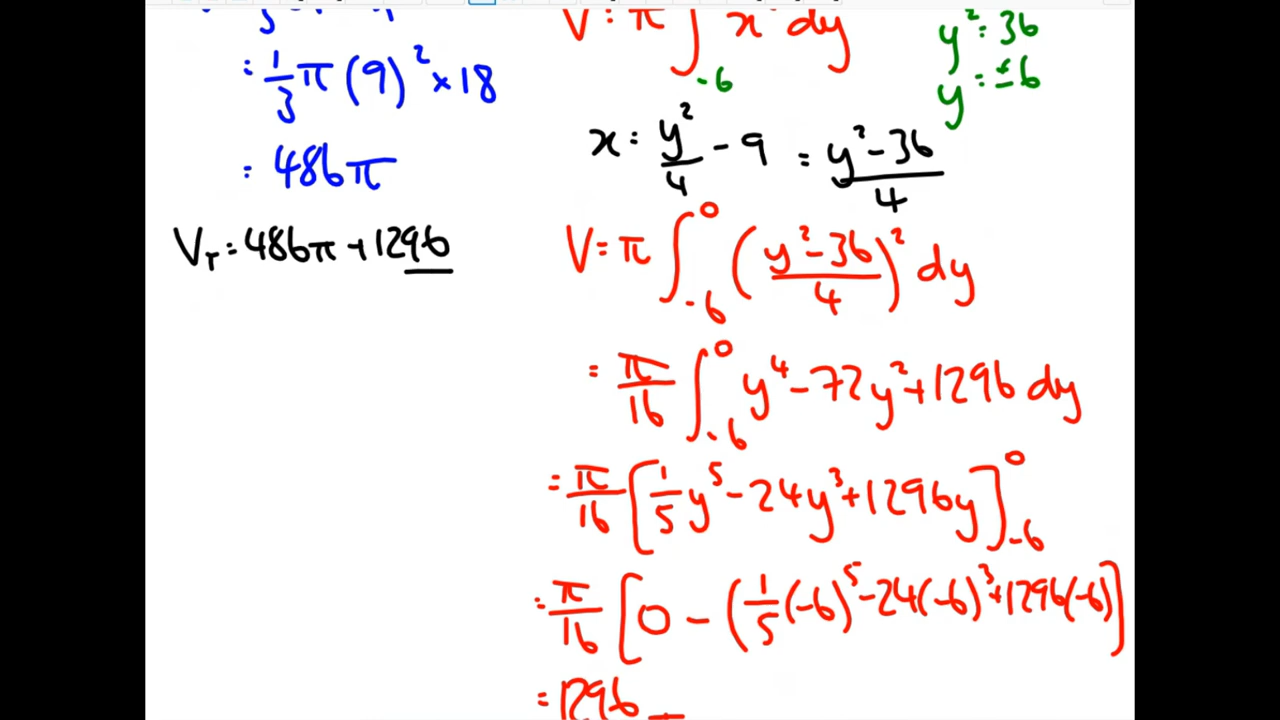 = 1/3 π (9)² × 18
= 486π
V_T = 486π + 1296
V = π ∫_{-6} x² dy
y² = 36
y = ±6
x = y²/4 - 9 = (y² - 36)/4
V = π ∫_{-6}^{0} ((y² - 36)/4)² dy
= π/16 ∫_{-6}^{0} y⁴ - 72y² + 1296 dy
= π/16 [1/5 y⁵ - 24y³ + 1296y]_{-6}^{0}
= π/16 [0 - (1/5 (-6)⁵ - 24(-6)³ + 1296(-6)]
= 1296